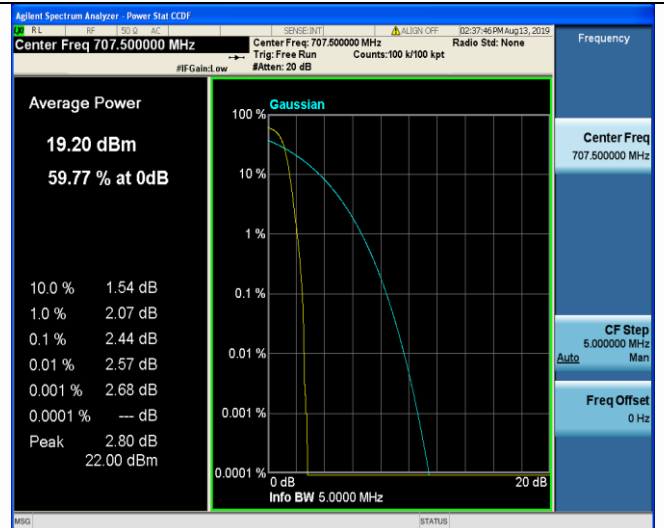 Agilent Spectrum Analyzer - Power Stat CCDF
RL RF 50 Ω AC SENSE:INT ALIGN OFF 02:37:46 PM Aug 13, 2019
Center Freq 707.500000 MHz
Center Freq: 707.500000 MHz Radio Std: None
Trig: Free Run Counts:100 k/100 kpt
#IFGain:Low #Atten: 20 dB
Frequency
Average Power
19.20 dBm
59.77 % at 0dB
10.0 % 1.54 dB
1.0 % 2.07 dB
0.1 % 2.44 dB
0.01 % 2.57 dB
0.001 % 2.68 dB
0.0001 % --- dB
Peak 2.80 dB
22.00 dBm
Gaussian
100 %
10 %
1 %
0.1 %
0.01 %
0.001 %
0.0001 %
0 dB 20 dB
Info BW 5.0000 MHz
Center Freq
707.500000 MHz
CF Step
5.000000 MHz
Auto Man
Freq Offset
0 Hz
MSG STATUS